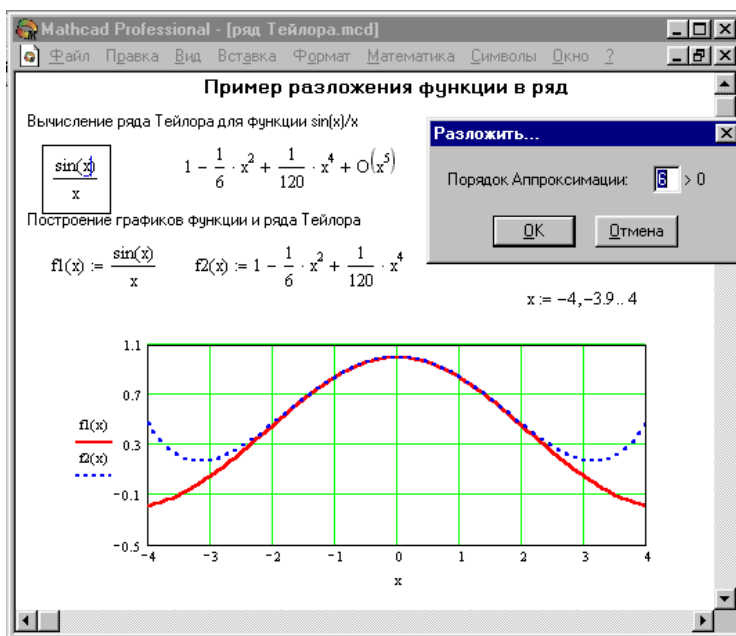 Mathcad Professional - [ряд Тейлора.mcd]
Файл Правка Вид Вставка Формат Математика Символы Окно ?
Пример разложения функции в ряд
Вычисление ряда Тейлора для функции sin(x)/x
sin(x)/x 1 - 1/6 · x^2 + 1/120 · x^4 + O(x^5)
Разложить...
Порядок Аппроксимации: 6 > 0
OK Отмена
Построение графиков функции и ряда Тейлора
f1(x) := sin(x)/x f2(x) := 1 - 1/6 · x^2 + 1/120 · x^4
x := -4, -3.9 .. 4
1.1
0.7
f1(x)
0.3
f2(x)
-0.1
-0.5
-4 -3 -2 -1 0 1 2 3 4
x